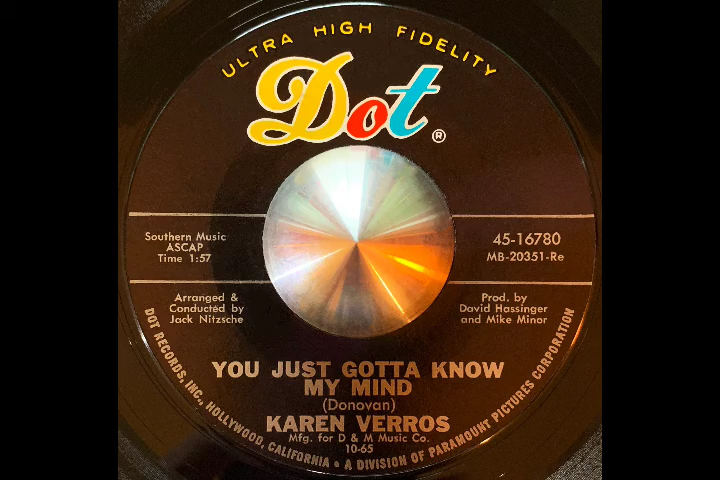 ULTRA HIGH FIDELITY
Dot ®
Southern Music
ASCAP
Time 1:57
45-16780
MB-20351-Re
Arranged &
Conducted by
Jack Nitzsche
Prod. by
David Hassinger
and Mike Minor
YOU JUST GOTTA KNOW
MY MIND
(Donovan)
KAREN VERROS
Mfg. for D & M Music Co.
10-65
DOT RECORDS, INC., HOLLYWOOD, CALIFORNIA • A DIVISION OF PARAMOUNT PICTURES CORPORATION